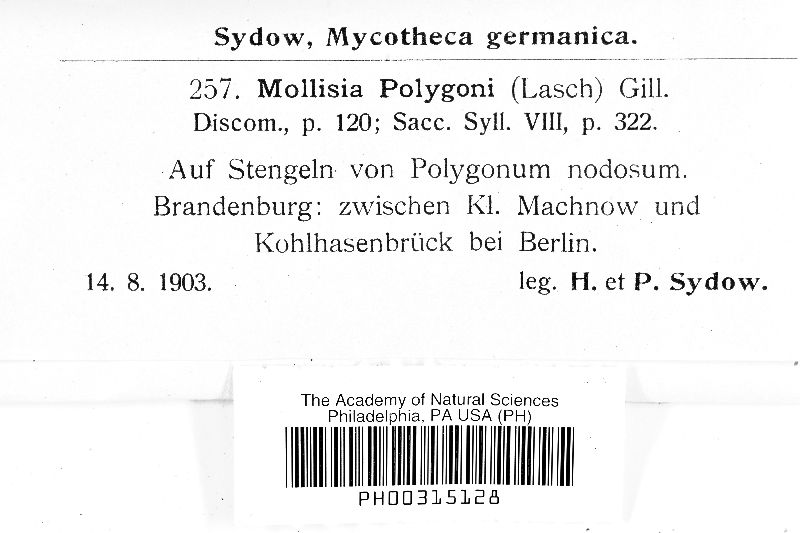 Sydow, Mycotheca germanica.
257. Mollisia Polygoni (Lasch) Gill.
Discom., p. 120; Sacc. Syll. VIII, p. 322.
Auf Stengeln von Polygonum nodosum.
Brandenburg: zwischen Kl. Machnow und
Kohlhasenbrück bei Berlin.
14. 8. 1903. leg. H. et P. Sydow.
The Academy of Natural Sciences
Philadelphia, PA USA (PH)
PH00315128